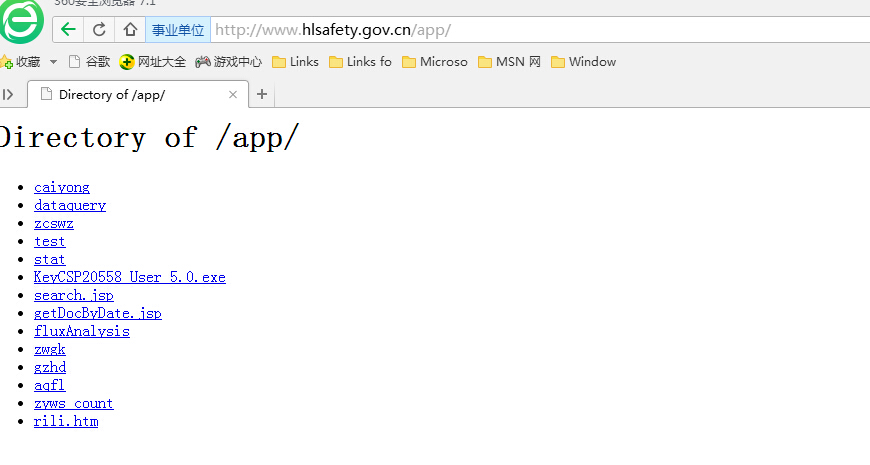 360安全浏览器 7.1
事业单位 http://www.hlsafety.gov.cn/app/
收藏 谷歌 网址大全 游戏中心 Links Links fo Microso MSN 网 Window
Directory of /app/
Directory of /app/
caiyong
dataquery
zcswz
test
stat
KeyCSP20558_User_5.0.exe
search.jsp
getDocByDate.jsp
fluxAnalysis
zwgk
gzhd
aqfl
zyws_count
rili.htm